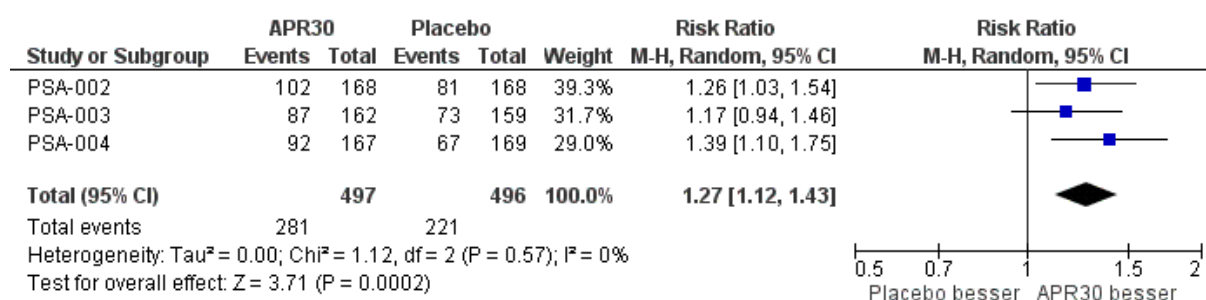 APR30 Placebo Risk Ratio Risk Ratio
Study or Subgroup Events Total Events Total Weight M-H, Random, 95% CI M-H, Random, 95% CI
PSA-002 102 168 81 168 39.3% 1.26 [1.03, 1.54]
PSA-003 87 162 73 159 31.7% 1.17 [0.94, 1.46]
PSA-004 92 167 67 169 29.0% 1.39 [1.10, 1.75]
Total (95% CI) 497 496 100.0% 1.27 [1.12, 1.43]
Total events 281 221
Heterogeneity: Tau² = 0.00; Chi² = 1.12, df = 2 (P = 0.57); I² = 0%
Test for overall effect: Z = 3.71 (P = 0.0002)
0.5 0.7 1 1.5 2
Placebo besser APR30 besser